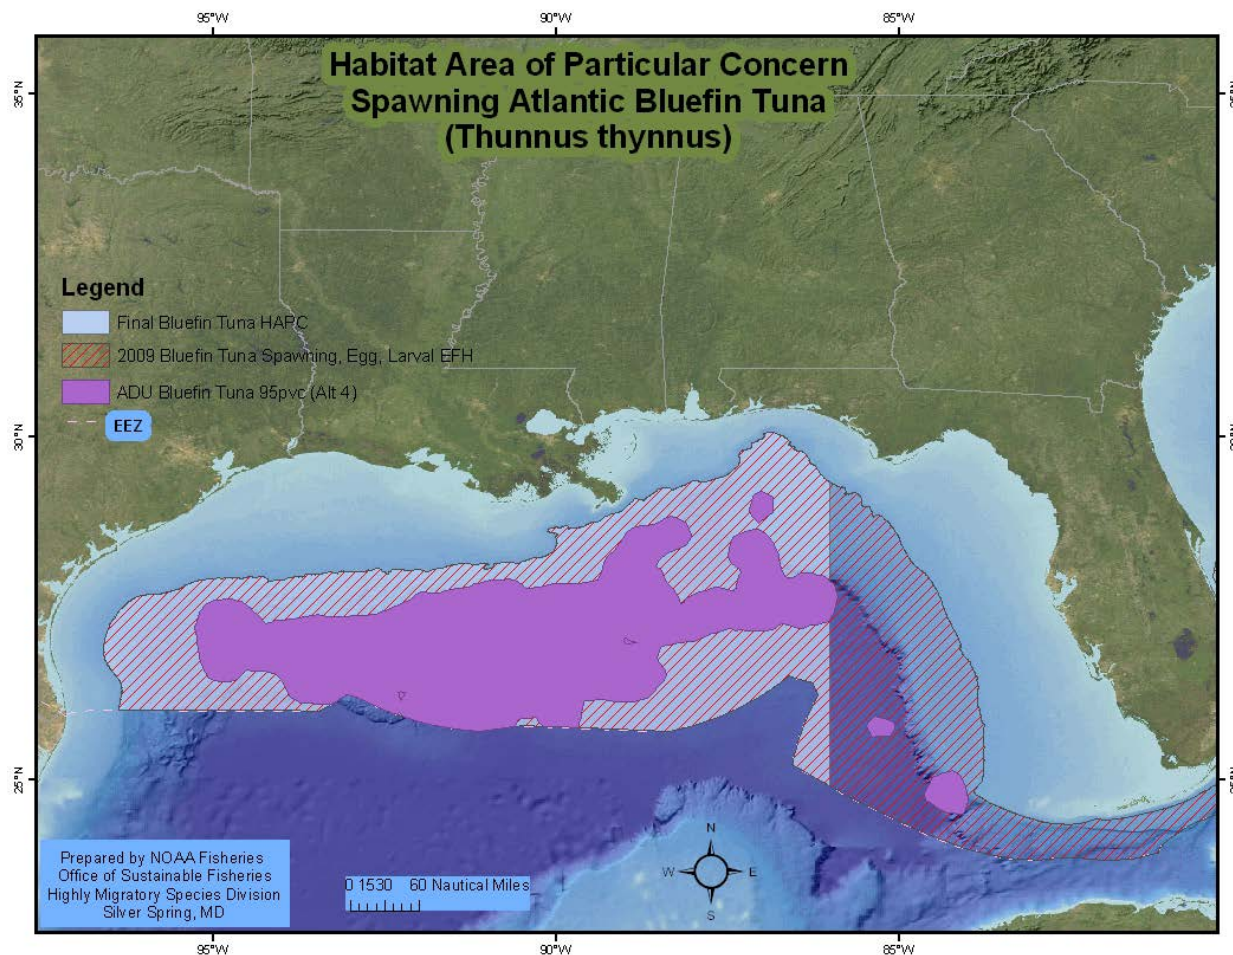 95°W
90°W
85°W
Habitat Area of Particular Concern
Spawning Atlantic Bluefin Tuna
(Thunnus thynnus)
35°N
Legend
Final Bluefin Tuna HAPC
2009 Bluefin Tuna Spawning, Egg, Larval EFH
ADU Bluefin Tuna 95pvc (Alt 4)
EEZ
30°N
25°N
N
W
E
S
Prepared by NOAA Fisheries
Office of Sustainable Fisheries
Highly Migratory Species Division
Silver Spring, MD
0 1530 60 Nautical Miles
95°W
90°W
85°W